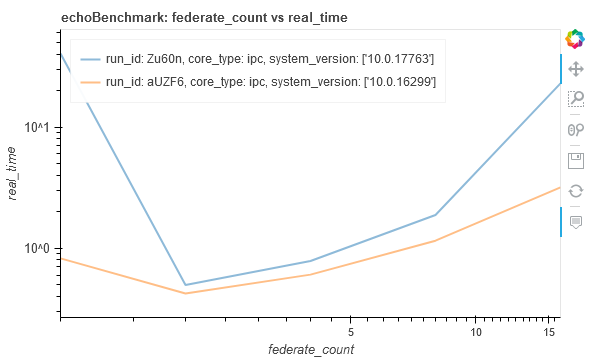 echoBenchmark: federate_count vs real_time
run_id: Zu60n, core_type: ipc, system_version: ['10.0.17763']
run_id: aUZF6, core_type: ipc, system_version: ['10.0.16299']
10^1
10^0
real_time
5
10
15
federate_count